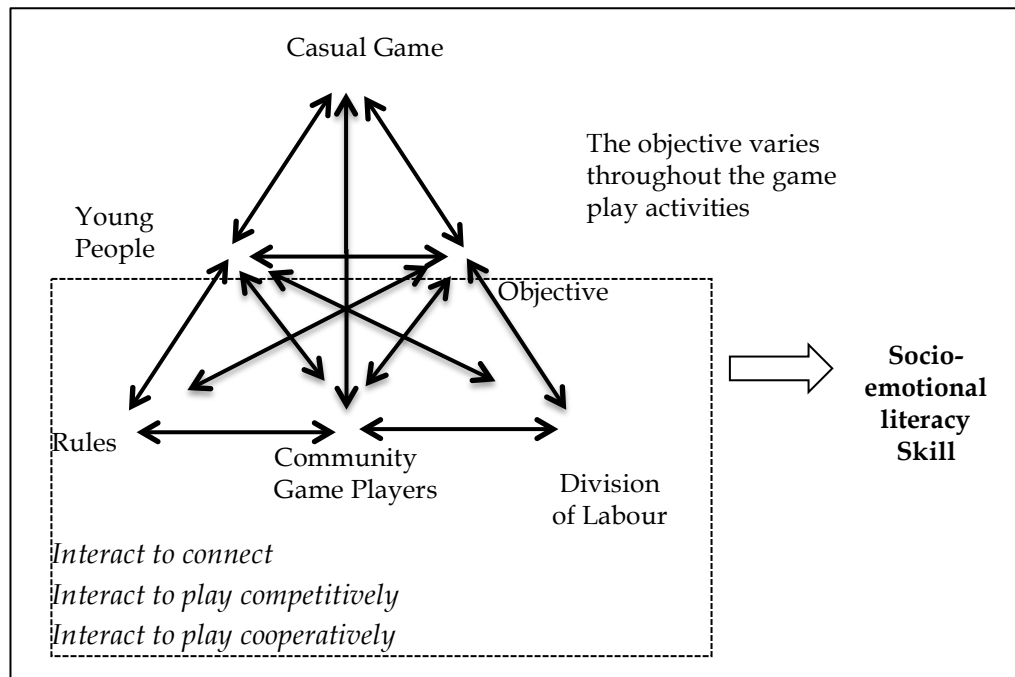 Casual Game
The objective varies
throughout the game
play activities
Young
People
Objective
Socio-
emotional
literacy
Skill
Rules
Community
Game Players
Division
of Labour
Interact to connect
Interact to play competitively
Interact to play cooperatively